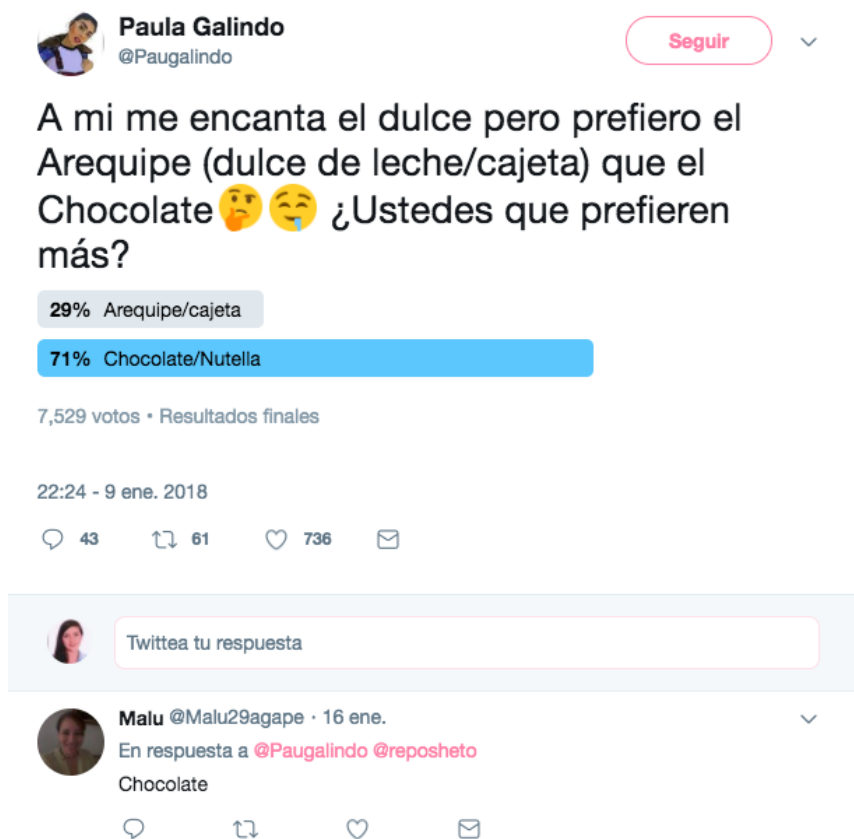 Paula Galindo
@Paugalindo
Seguir
A mi me encanta el dulce pero prefiero el
Arequipe (dulce de leche/cajeta) que el
Chocolate🤔🤤 ¿Ustedes que prefieren
más?
29% Arequipe/cajeta
71% Chocolate/Nutella
7,529 votos • Resultados finales
22:24 - 9 ene. 2018
43 61 736
Twittea tu respuesta
Malu @Malu29agape · 16 ene.
En respuesta a @Paugalindo @reposheto
Chocolate